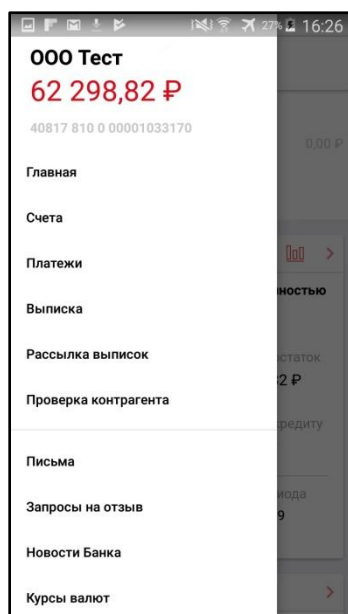 27% 16:26
ООО Тест
62 298,82 ₽
40817 810 0 00001033170
0,00 ₽
Главная
Счета
Платежи
Выписка
ностью
Рассылка выписок
статок
2 ₽
Проверка контрагента
редиту
Письма
иода
Запросы на отзыв
9
Новости Банка
Курсы валют